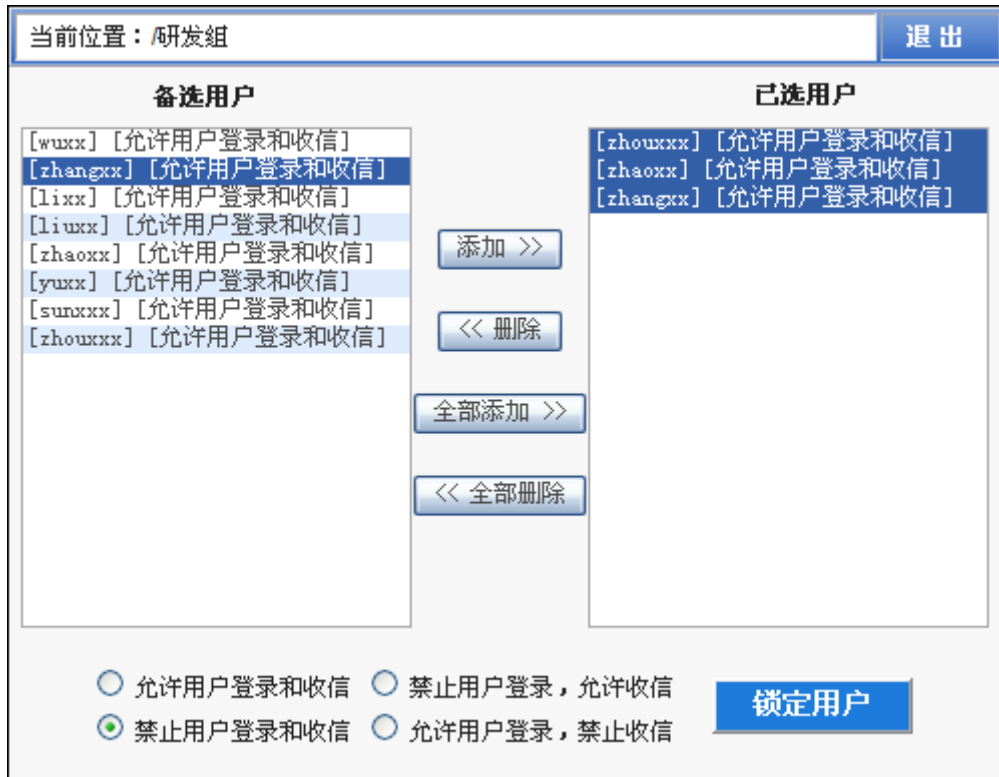 当前位置：/研发组
退 出
备选用户
已选用户
[wuxx] [允许用户登录和收信]
[zhangxx] [允许用户登录和收信]
[lixx] [允许用户登录和收信]
[liuxx] [允许用户登录和收信]
[zhaoxx] [允许用户登录和收信]
[yuxx] [允许用户登录和收信]
[sunxxx] [允许用户登录和收信]
[zhouxxx] [允许用户登录和收信]
添加 >>
<< 删除
全部添加 >>
<< 全部删除
[zhouxxx] [允许用户登录和收信]
[zhaoxx] [允许用户登录和收信]
[zhangxx] [允许用户登录和收信]
允许用户登录和收信
禁止用户登录，允许收信
禁止用户登录和收信
允许用户登录，禁止收信
锁定用户